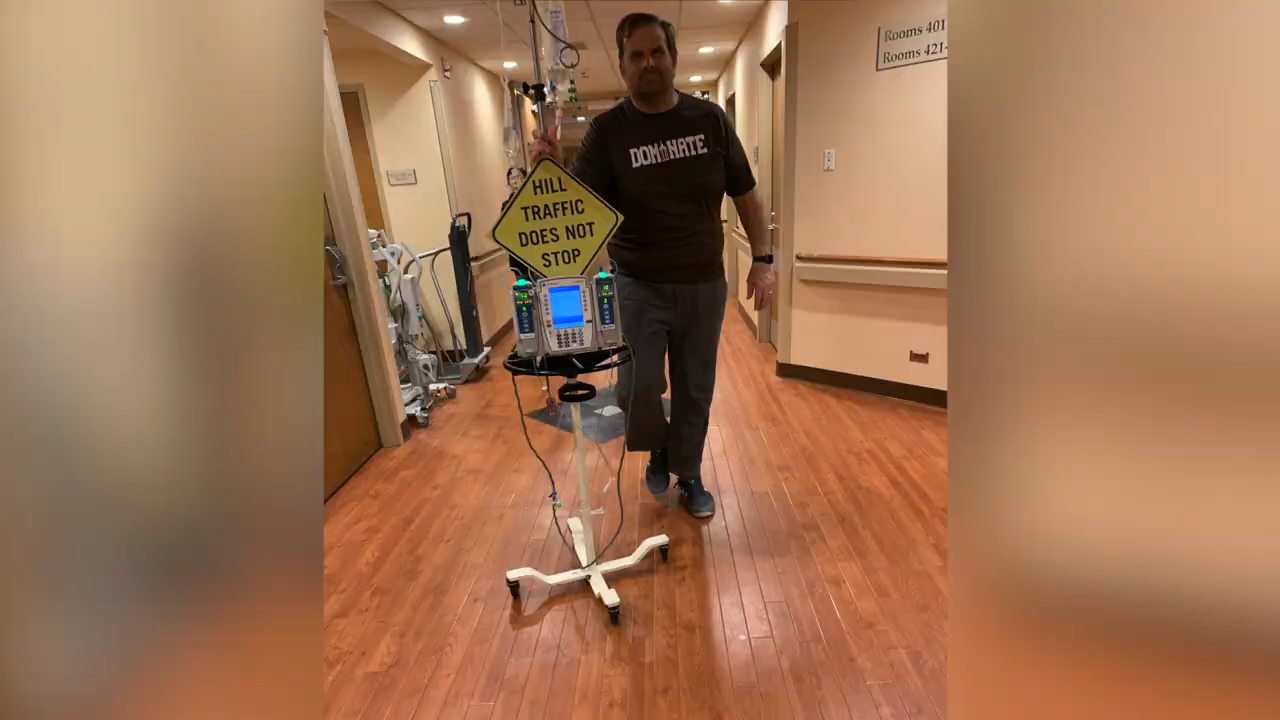 Rooms 401
Rooms 421-
DOMINATE
HILL
TRAFFIC
DOES NOT
STOP